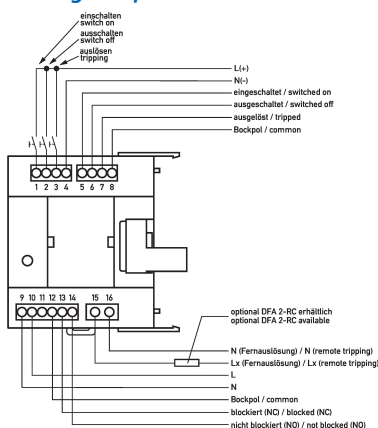 einschalten
switch on
ausschalten
switch off
auslösen
tripping
L(+)
N(-)
eingeschaltet / switched on
ausgeschaltet / switched off
ausgelöst / tripped
Bockpol / common
1 2 3 4 5 6 7 8
9 10 11 12 13 14 15 16
optional DFA 2-RC erhältlich
optional DFA 2-RC available
N (Fernauslösung) / N (remote tripping)
Lx (Fernauslösung) / Lx (remote tripping)
L
N
Bockpol / common
blockiert (NC) / blocked (NC)
nicht blockiert (NO) / not blocked (NO)